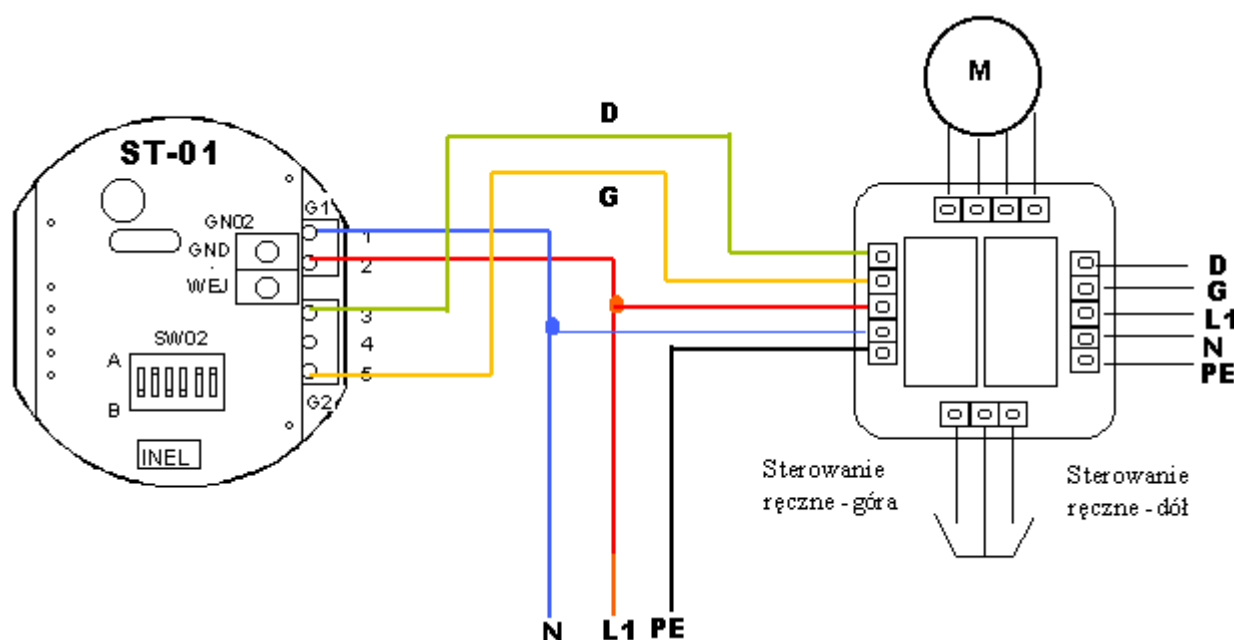 M
D
ST-01
G
G1
GN02
GND
WEJ
1
2
3
4
5
SW02
A
B
G2
INEL
D
G
L1
N
PE
Sterowanie
ręczne - góra
Sterowanie
ręczne - dół
N
L1
PE